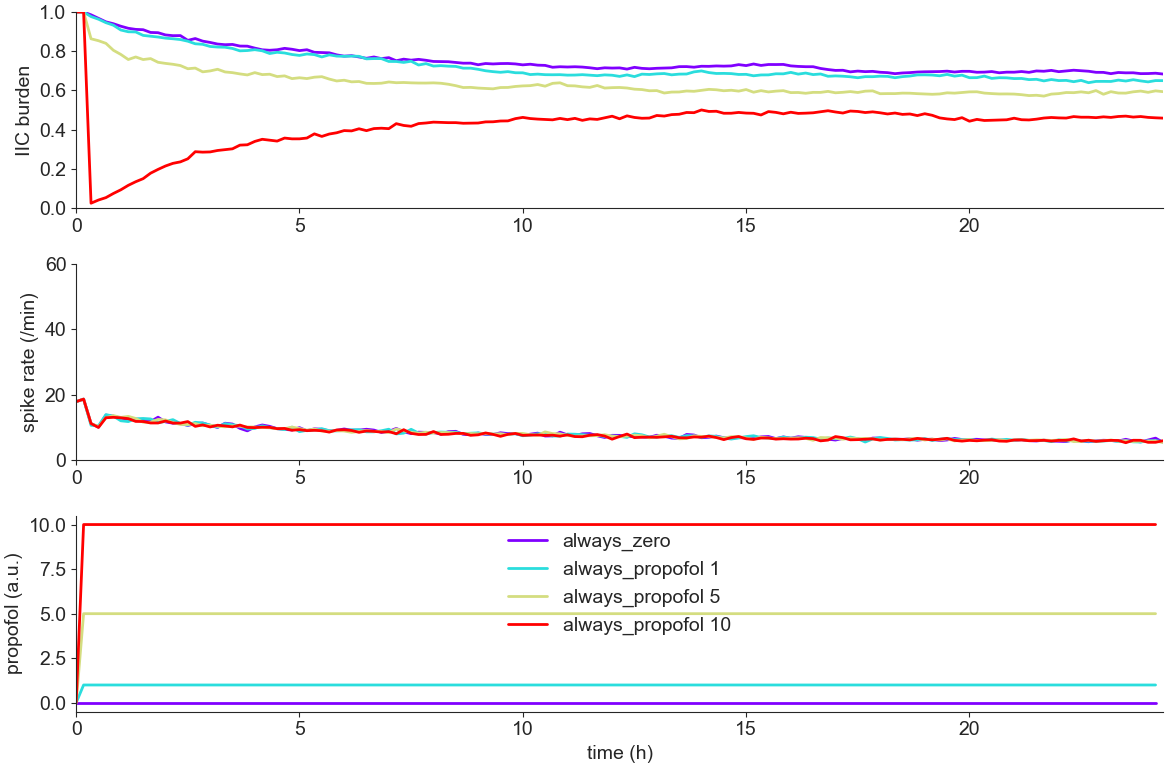 1.0
0.8
0.6
0.4
0.2
0.0
IIC burden
0 5 10 15 20
60
40
20
0
spike rate (/min)
0 5 10 15 20
10.0
7.5
5.0
2.5
0.0
propofol (a.u.)
always_zero
always_propofol 1
always_propofol 5
always_propofol 10
0 5 10 15 20
time (h)